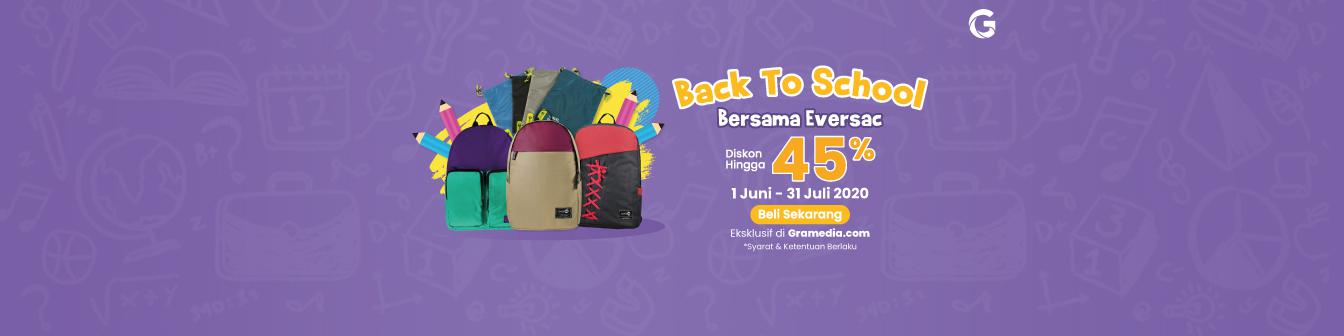 G
Back To School
Bersama Eversac
Diskon
Hingga
45%
1 Juni - 31 Juli 2020
Beli Sekarang
Eksklusif di Gramedia.com
*Syarat & Ketentuan Berlaku